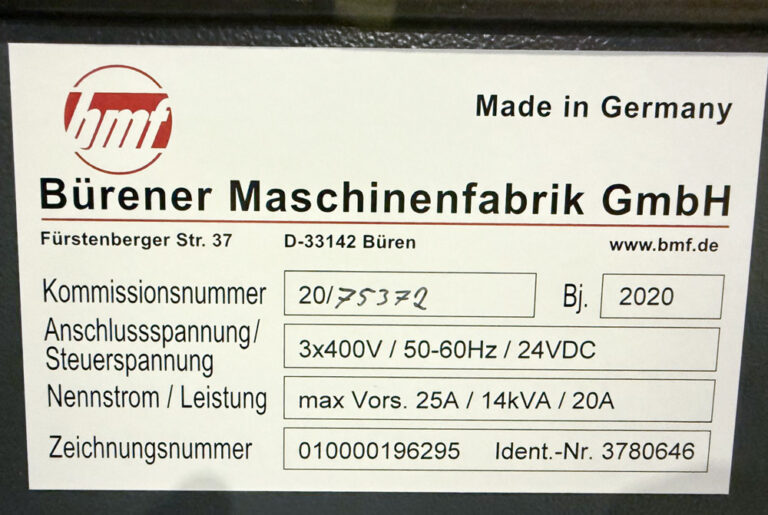 bmf
Made in Germany
Bürener Maschinenfabrik GmbH
Fürstenberger Str. 37 D-33142 Büren www.bmf.de
Kommissionsnummer 20/75372 Bj. 2020
Anschlussspannung/
Steuerspannung 3x400V / 50-60Hz / 24VDC
Nennstrom / Leistung max Vors. 25A / 14kVA / 20A
Zeichnungsnummer 010000196295 Ident.-Nr. 3780646